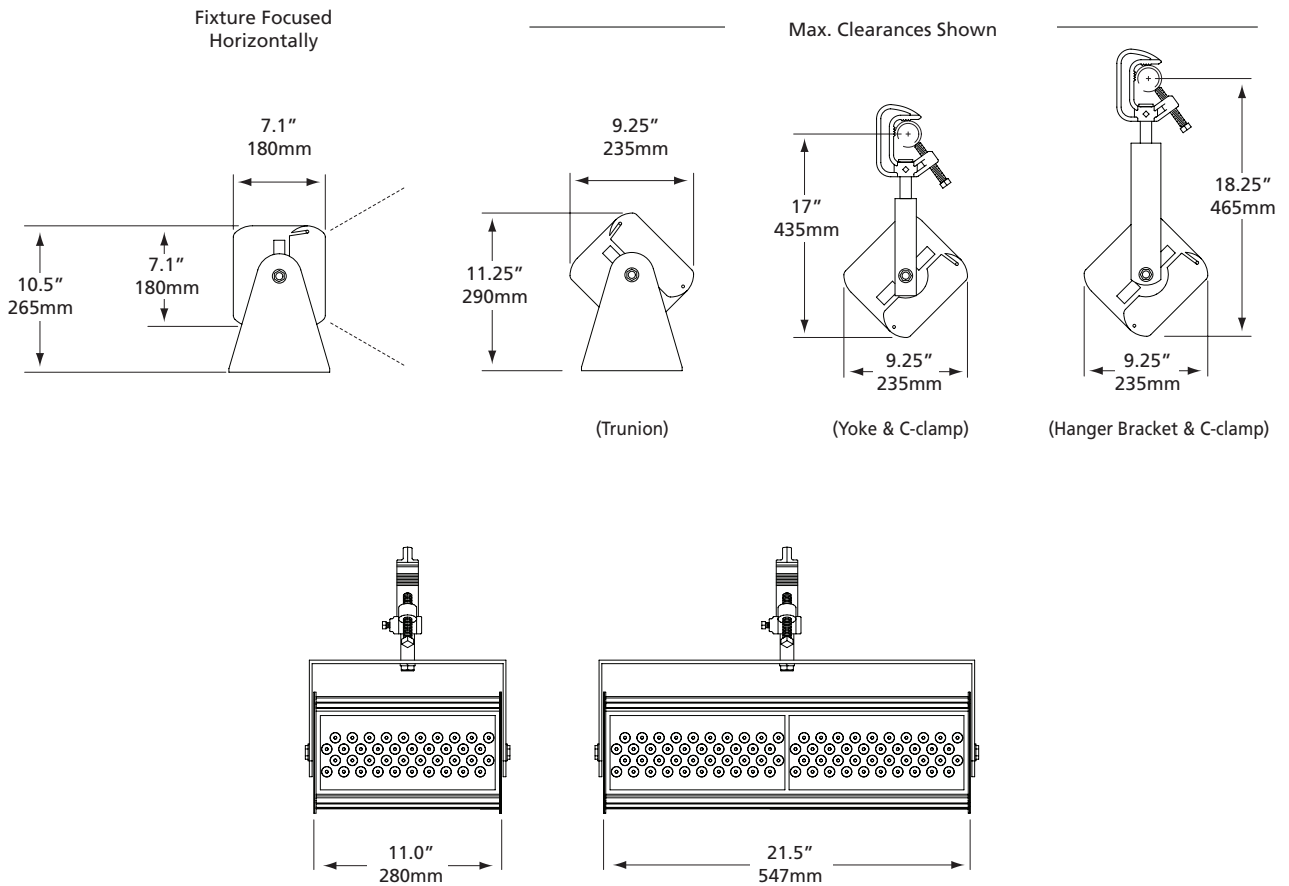 Fixture Focused
Horizontally
Max. Clearances Shown
7.1”
180mm
9.25”
235mm
10.5”
265mm
7.1”
180mm
11.25”
290mm
17”
435mm
18.25”
465mm
9.25”
235mm
9.25”
235mm
(Trunion)
(Yoke & C-clamp)
(Hanger Bracket & C-clamp)
11.0”
280mm
21.5”
547mm